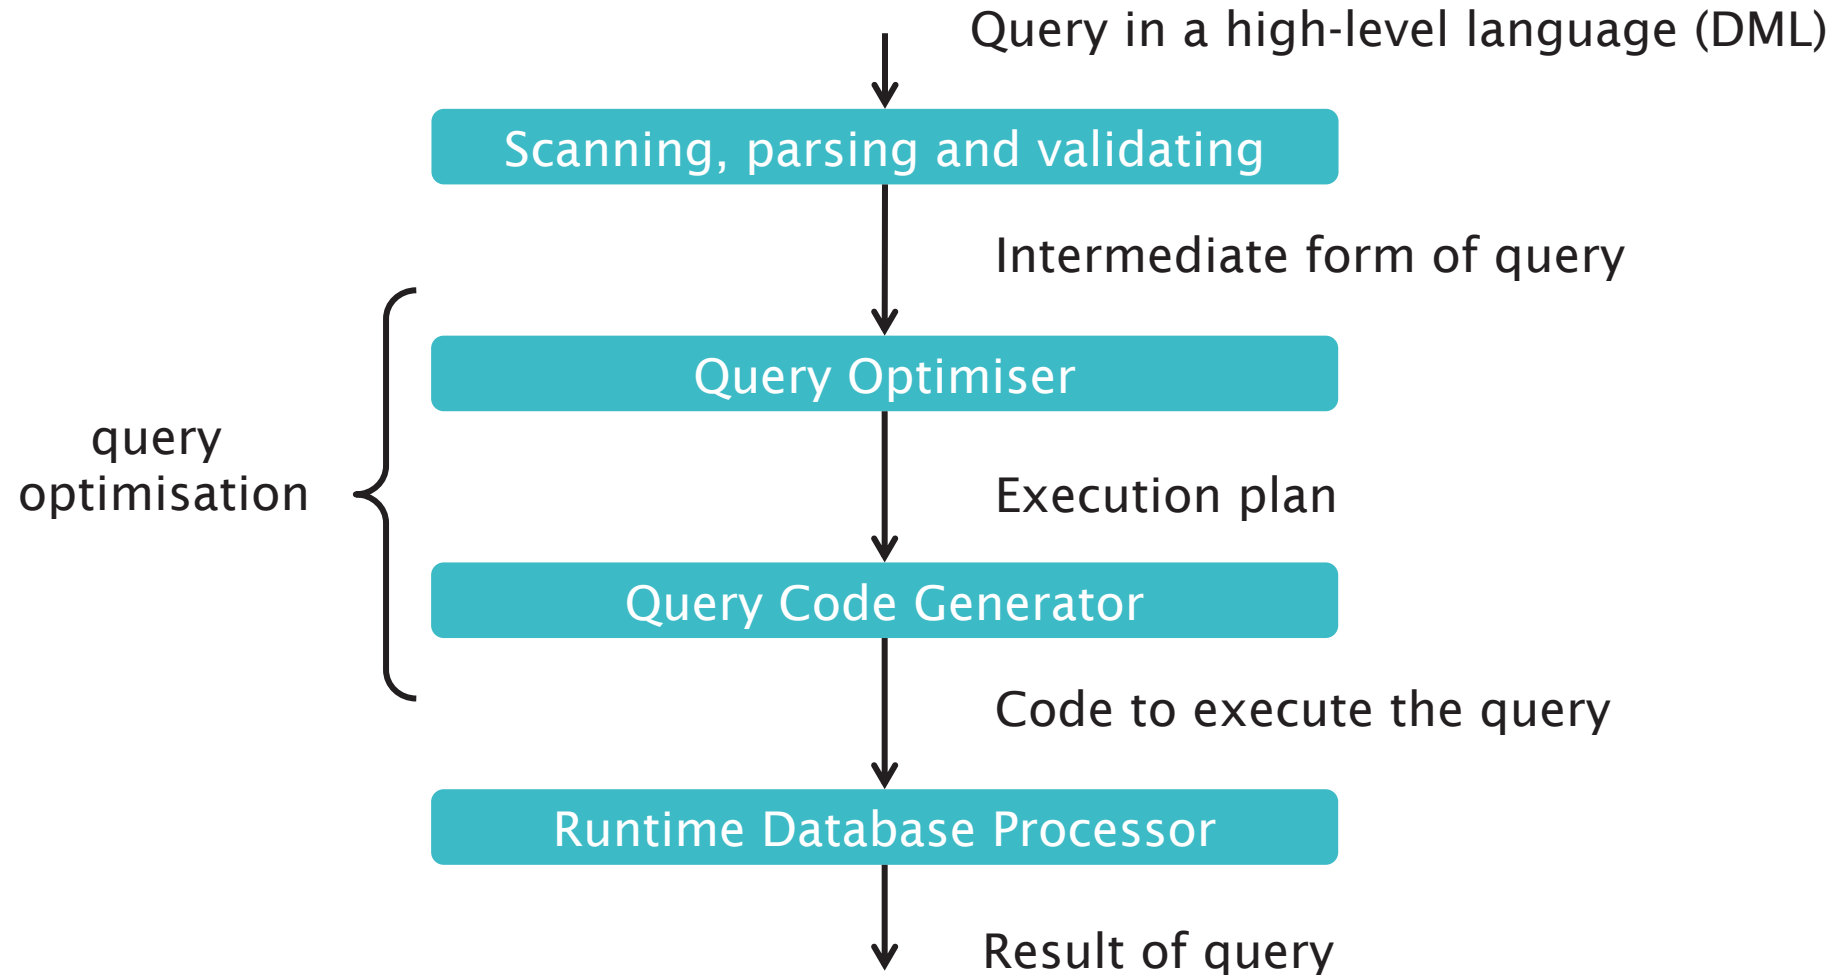 Query in a high-level language (DML)
Scanning, parsing and validating
Intermediate form of query
Query Optimiser
query
optimisation
Execution plan
Query Code Generator
Code to execute the query
Runtime Database Processor
Result of query